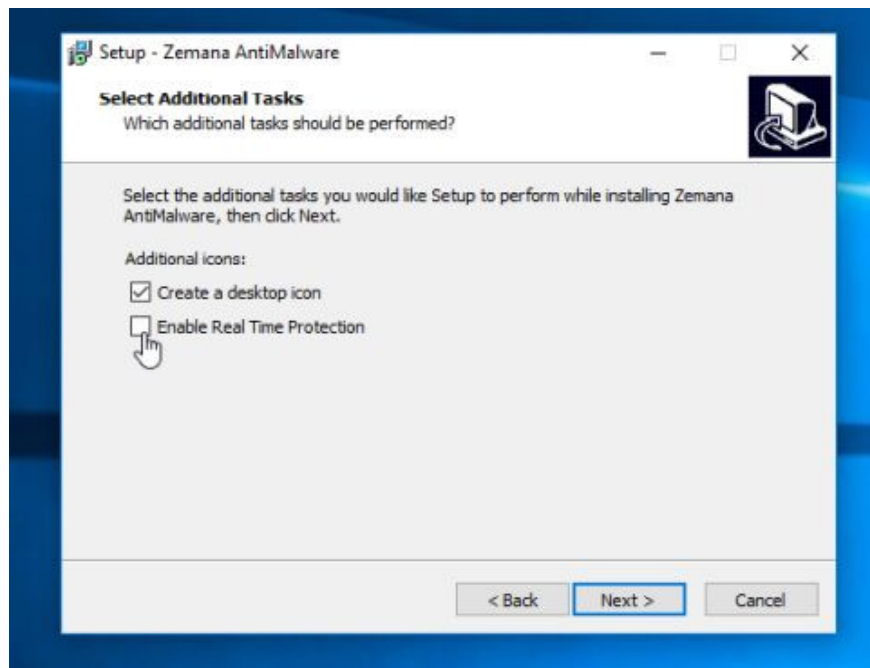 Setup - Zemana AntiMalware
Select Additional Tasks
Which additional tasks should be performed?
Select the additional tasks you would like Setup to perform while installing Zemana
AntiMalware, then click Next.
Additional icons:
Create a desktop icon
Enable Real Time Protection
< Back Next > Cancel